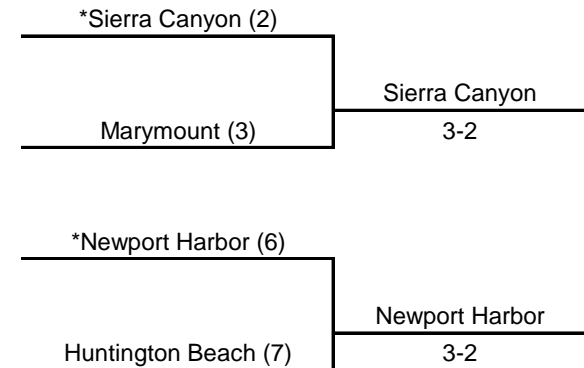 *Sierra Canyon (2)
Sierra Canyon
Marymount (3)
3-2
*Newport Harbor (6)
Newport Harbor
Huntington Beach (7)
3-2